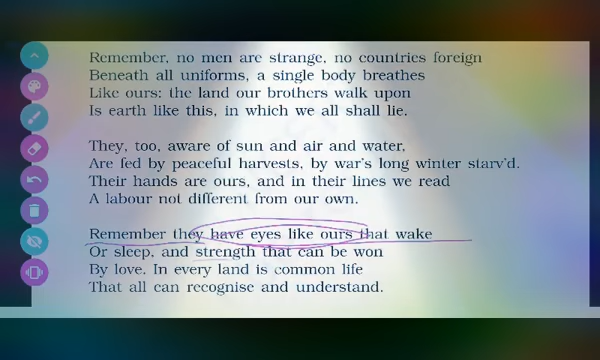 Remember, no men are strange, no countries foreign
Beneath all uniforms, a single body breathes
Like ours: the land our brothers walk upon
Is earth like this, in which we all shall lie.
They, too, aware of sun and air and water,
Are fed by peaceful harvests, by war's long winter starv'd.
Their hands are ours, and in their lines we read
A labour not different from our own.
Remember they have eyes like ours that wake
Or sleep, and strength that can be won
By love. In every land is common life
That all can recognise and understand.